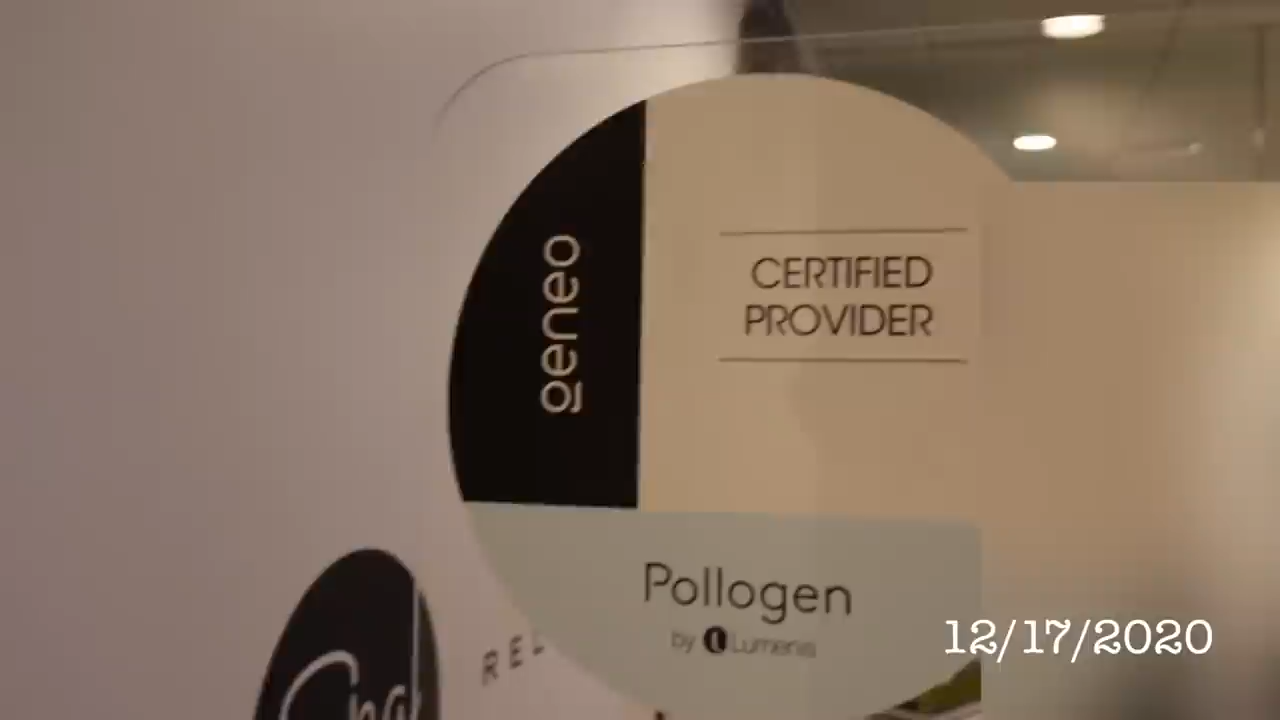 geneo
CERTIFIED
PROVIDER
Pollogen
by Lumenis
12/17/2020